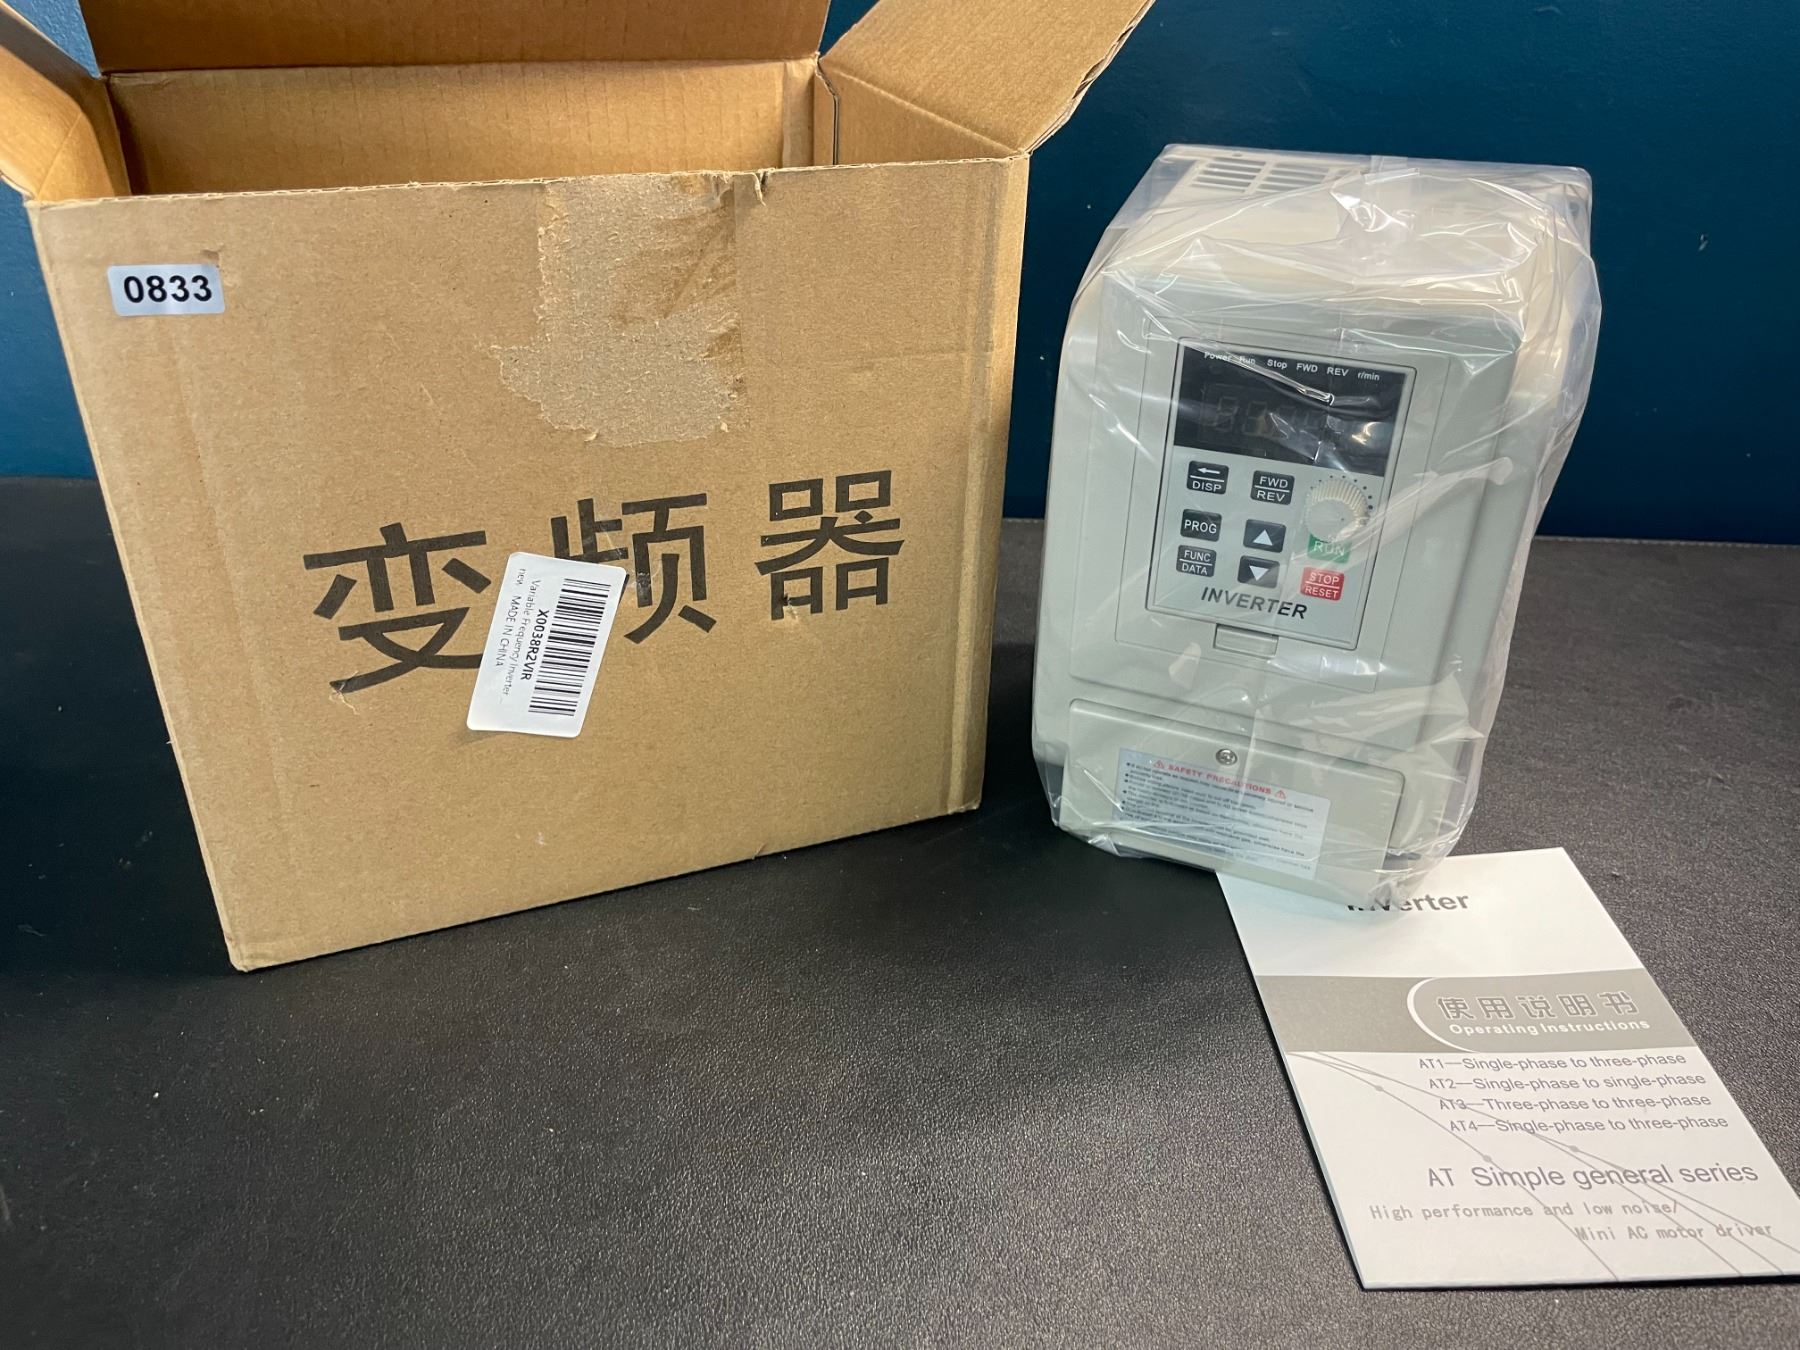 0833
变频器
X0038R2VIR
Variable Frequency Inverter ...
new MADE IN CHINA
Power Run Stop FWD REV r/min
DISP
FWD
REV
PROG
RUN
FUNC
DATA
STOP
RESET
INVERTER
SAFETY PRECAUTIONS
Inverter
使用说明书
Operating Instructions
AT1—Single-phase to three-phase
AT2—Single-phase to single-phase
AT3—Three-phase to three-phase
AT4—Single-phase to three-phase
AT Simple general series
High performance and low noise/
Mini AC motor driver